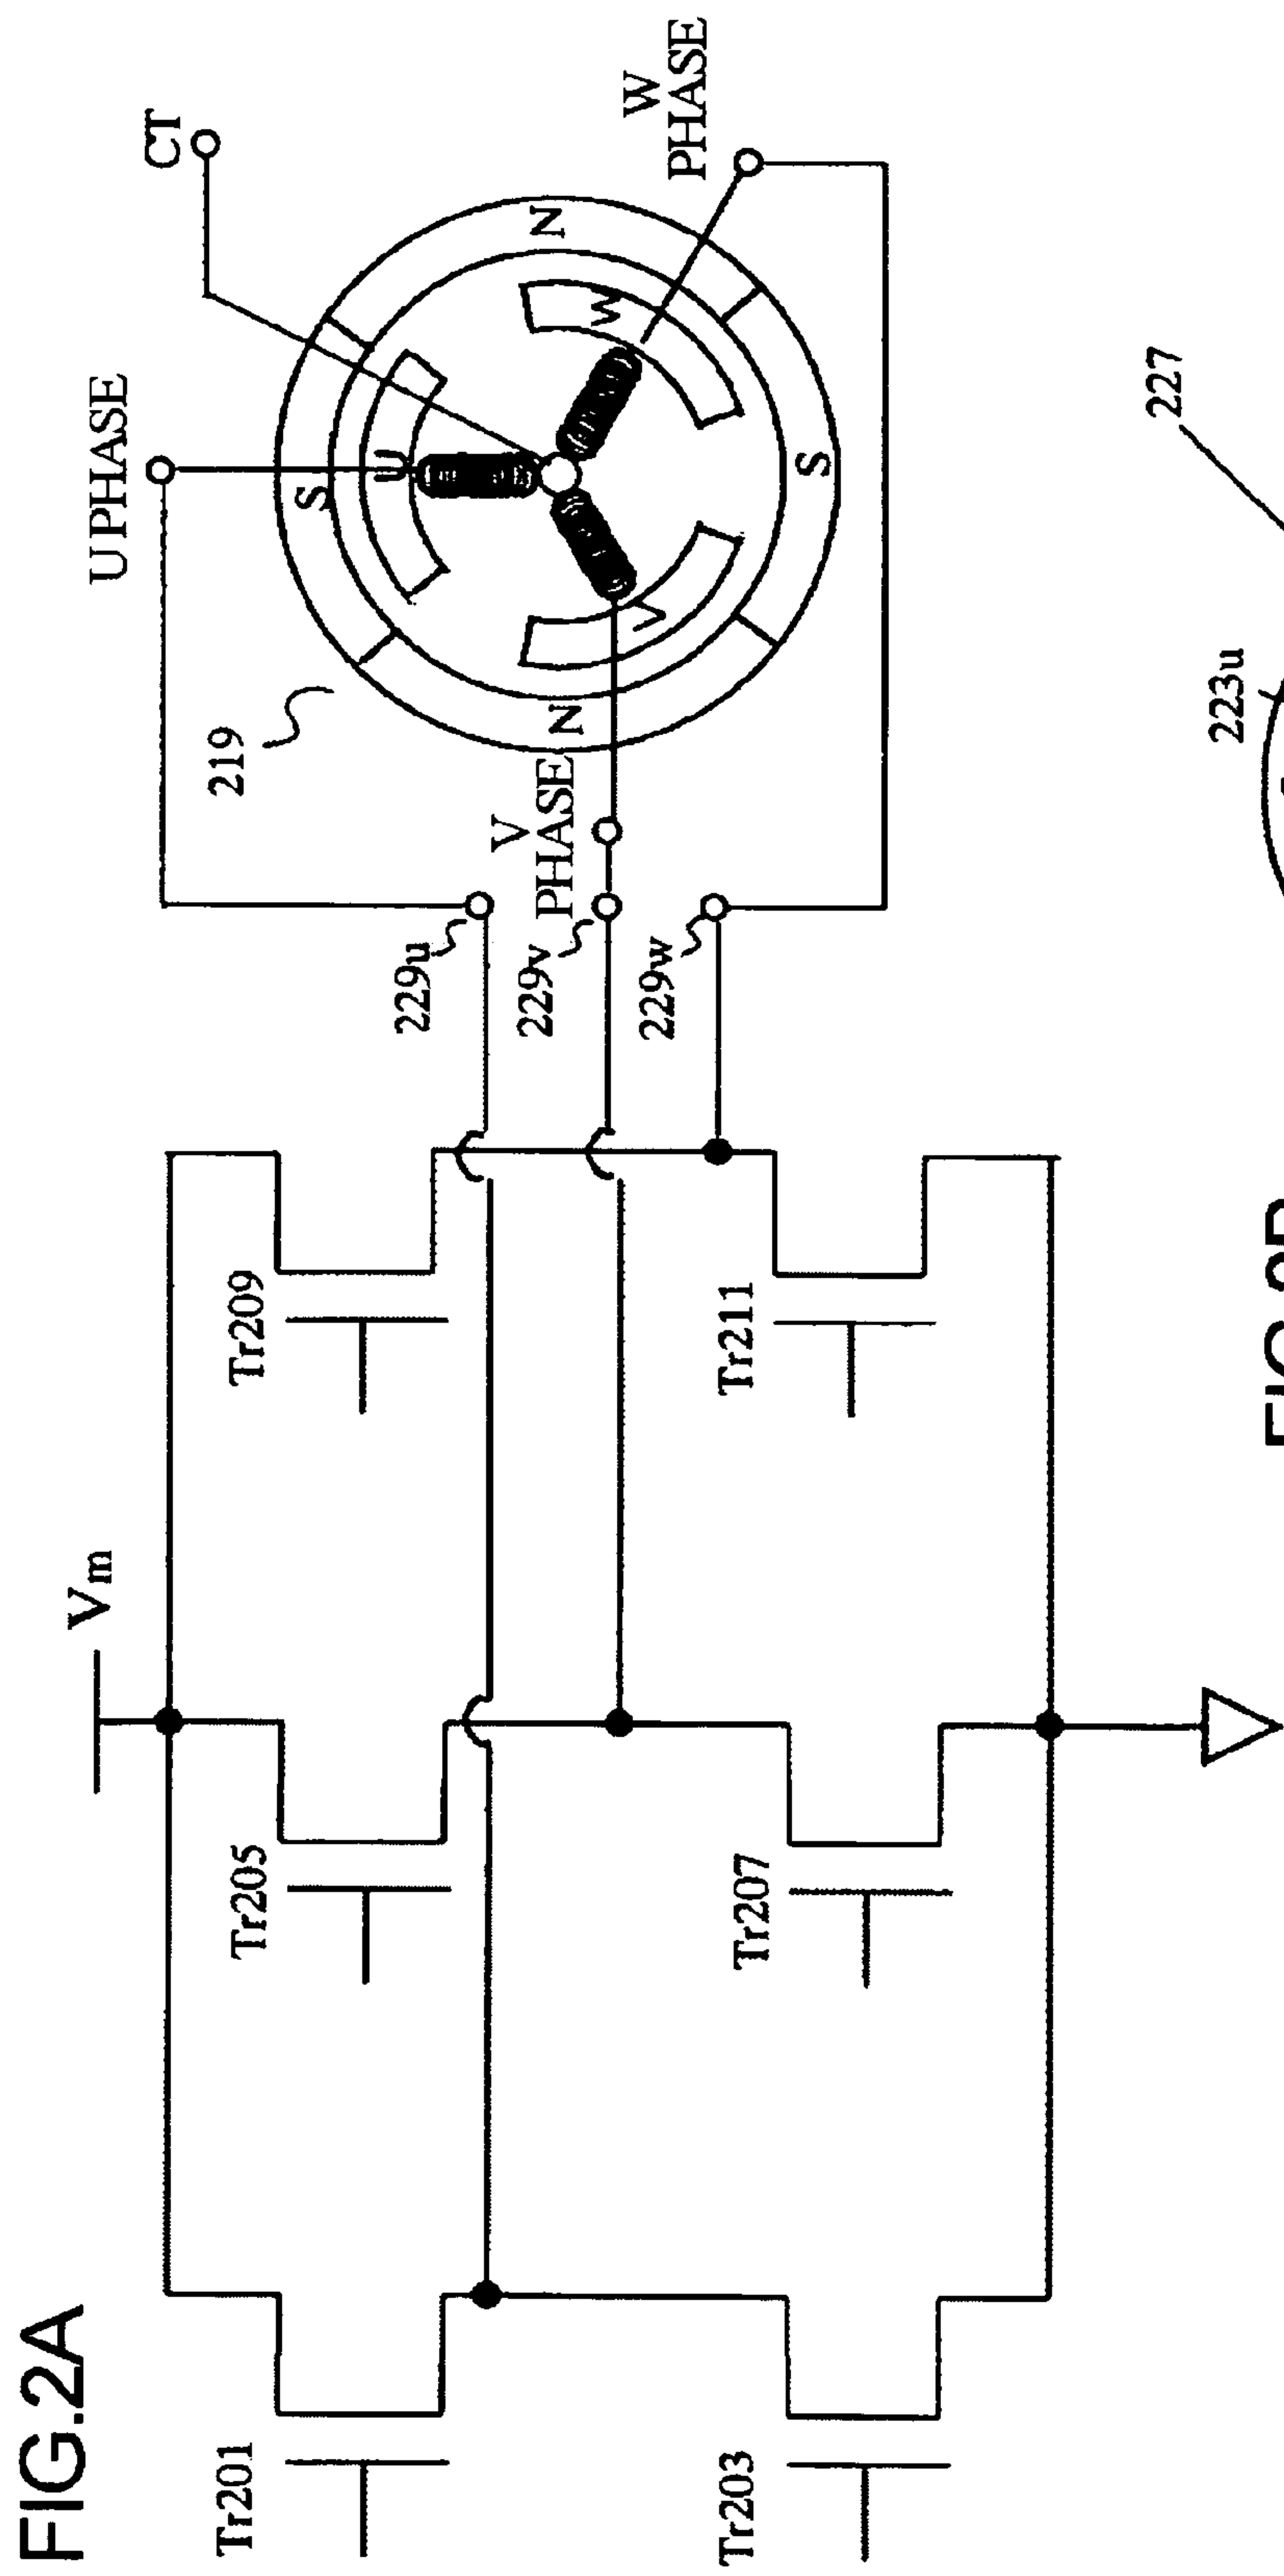 FIG.2A
Vm
Tr201
Tr205
Tr209
Tr203
Tr207
Tr211
229u
229v
229w
219
U PHASE
V
PHASE
W
PHASE
CT
S
N
N
S
U
V
W
223u
227